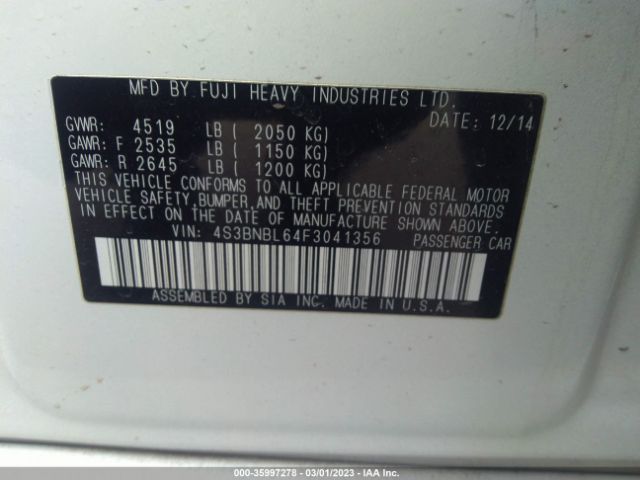 MFD BY FUJI HEAVY INDUSTRIES LTD.
DATE: 12/14
GVWR: 4519 LB ( 2050 KG)
GAWR: F 2535 LB ( 1150 KG)
GAWR: R 2645 LB ( 1200 KG)
THIS VEHICLE CONFORMS TO ALL APPLICABLE FEDERAL MOTOR
VEHICLE SAFETY, BUMPER, AND THEFT PREVENTION STANDARDS
IN EFFECT ON THE DATE OF MANUFACTURE SHOWN ABOVE.
VIN: 4S3BNBL64F3041356 PASSENGER CAR
ASSEMBLED BY SIA INC. MADE IN U.S.A.
000-35997278 - 03/01/2023 - IAA Inc.